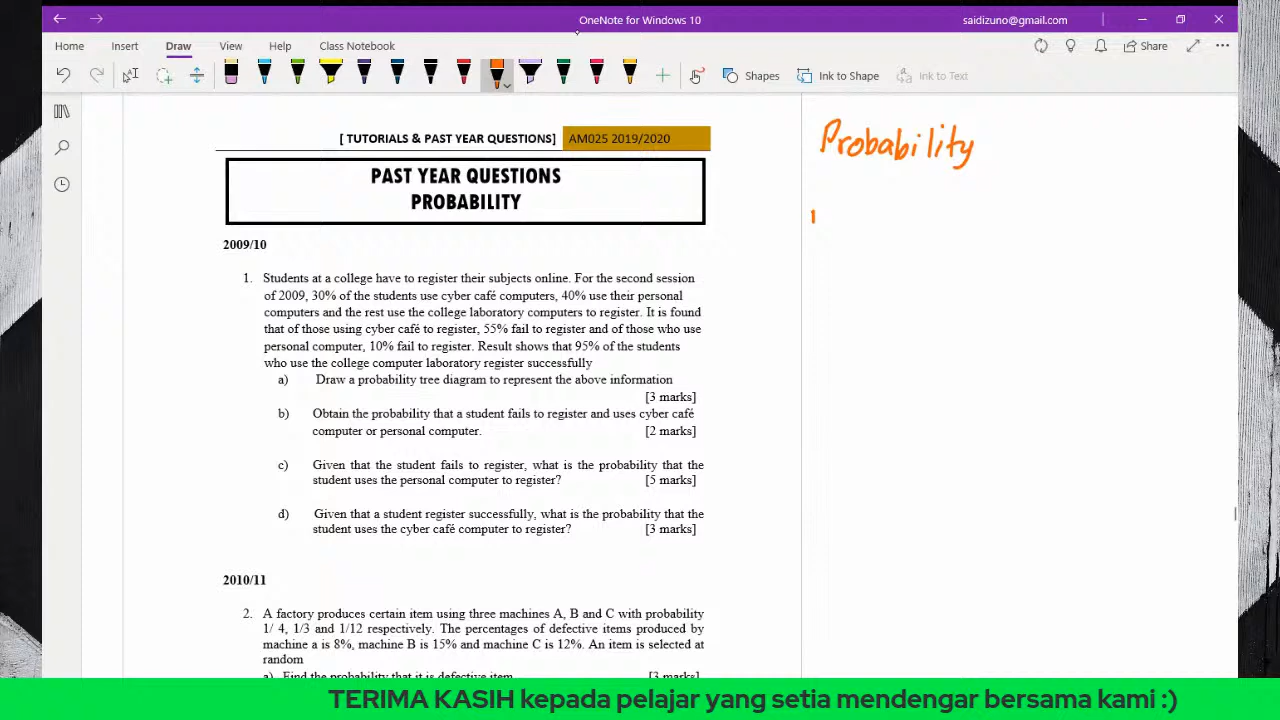 OneNote for Windows 10
saidizuno@gmail.com
Home Insert Draw View Help Class Notebook
Share
Shapes Ink to Shape Ink to Text
[ TUTORIALS & PAST YEAR QUESTIONS] AM025 2019/2020
PAST YEAR QUESTIONS
PROBABILITY
Probability
1
2009/10
1. Students at a college have to register their subjects online. For the second session
of 2009, 30% of the students use cyber café computers, 40% use their personal
computers and the rest use the college laboratory computers to register. It is found
that of those using cyber café to register, 55% fail to register and of those who use
personal computer, 10% fail to register. Result shows that 95% of the students
who use the college computer laboratory register successfully
a) Draw a probability tree diagram to represent the above information
[3 marks]
b) Obtain the probability that a student fails to register and uses cyber café
computer or personal computer. [2 marks]
c) Given that the student fails to register, what is the probability that the
student uses the personal computer to register? [5 marks]
d) Given that a student register successfully, what is the probability that the
student uses the cyber café computer to register? [3 marks]
2010/11
2. A factory produces certain item using three machines A, B and C with probability
1/ 4, 1/3 and 1/12 respectively. The percentages of defective items produced by
machine a is 8%, machine B is 15% and machine C is 12%. An item is selected at
random
a) Find the probability that it is defective item [3 marks]
TERIMA KASIH kepada pelajar yang setia mendengar bersama kami :)